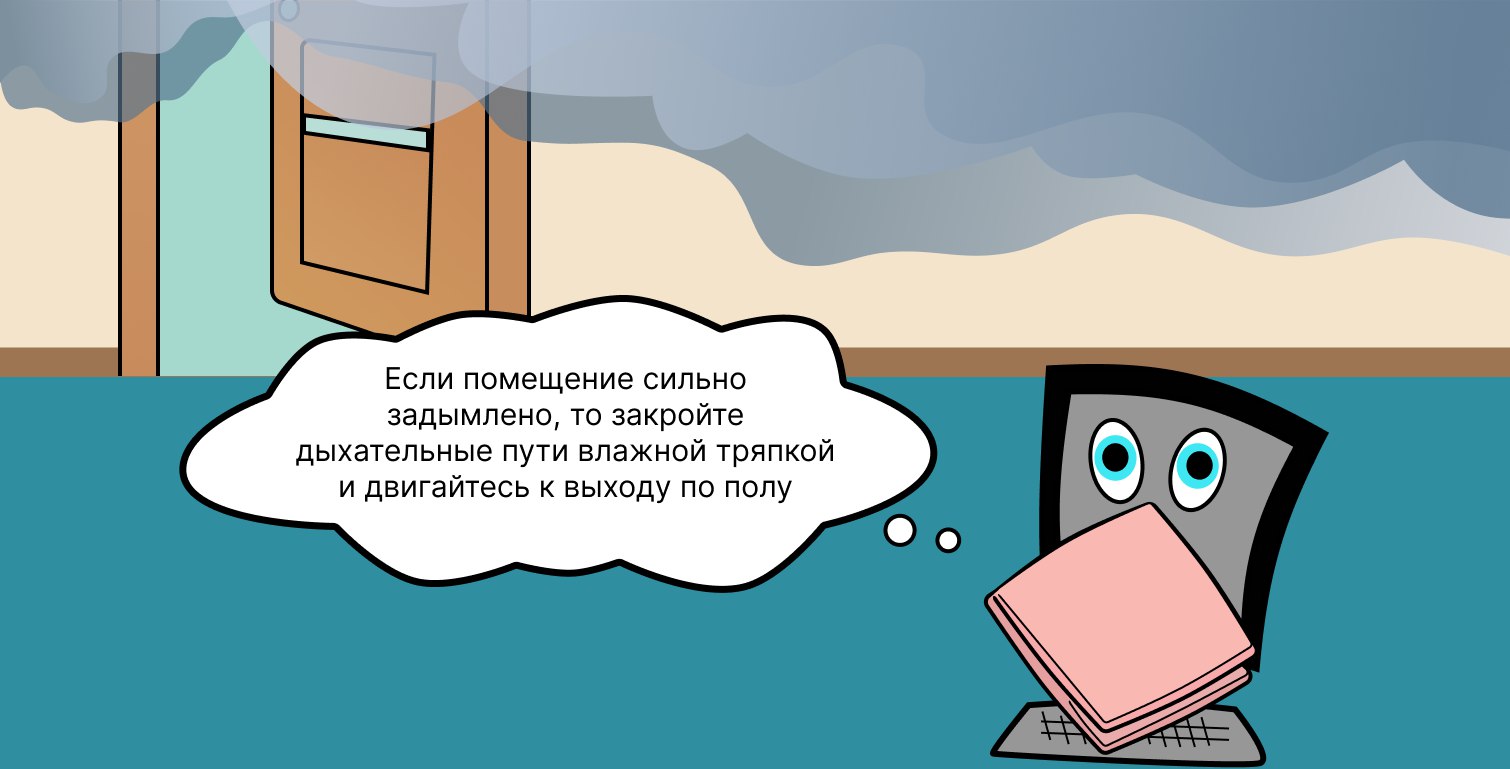 Если помещение сильно
задымлено, то закройте
дыхательные пути влажной тряпкой
и двигайтесь к выходу по полу